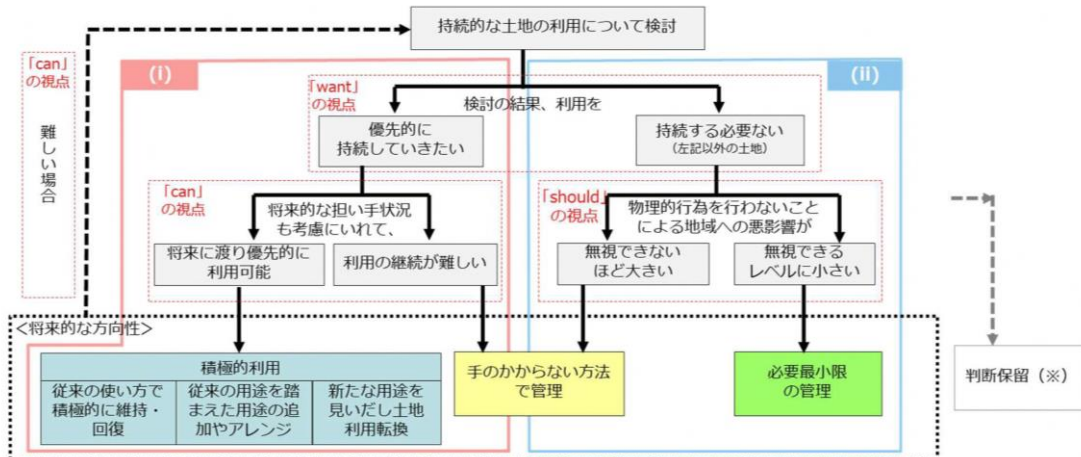 持続的な土地の利用について検討
「can」
の視点
難しい場合
(i)
(ii)
「want」
の視点
検討の結果、利用を
優先的に
持続していきたい
持続する必要ない
(左記以外の土地)
「can」
の視点
将来的な担い手状況
も考慮にいれて、
「should」
の視点
物理的行為を行わないこと
による地域への悪影響が
将来に渡り優先的に
利用可能
利用の継続が難しい
無視できない
ほど大きい
無視できる
レベルに小さい
<将来的な方向性>
積極的利用
従来の使い方で
積極的に維持・
回復
従来の用途を踏
まえた用途の追
加やアレンジ
新たな用途を
見いだし土地
利用転換
手のかからない方法
で管理
必要最小限
の管理
判断保留（※）